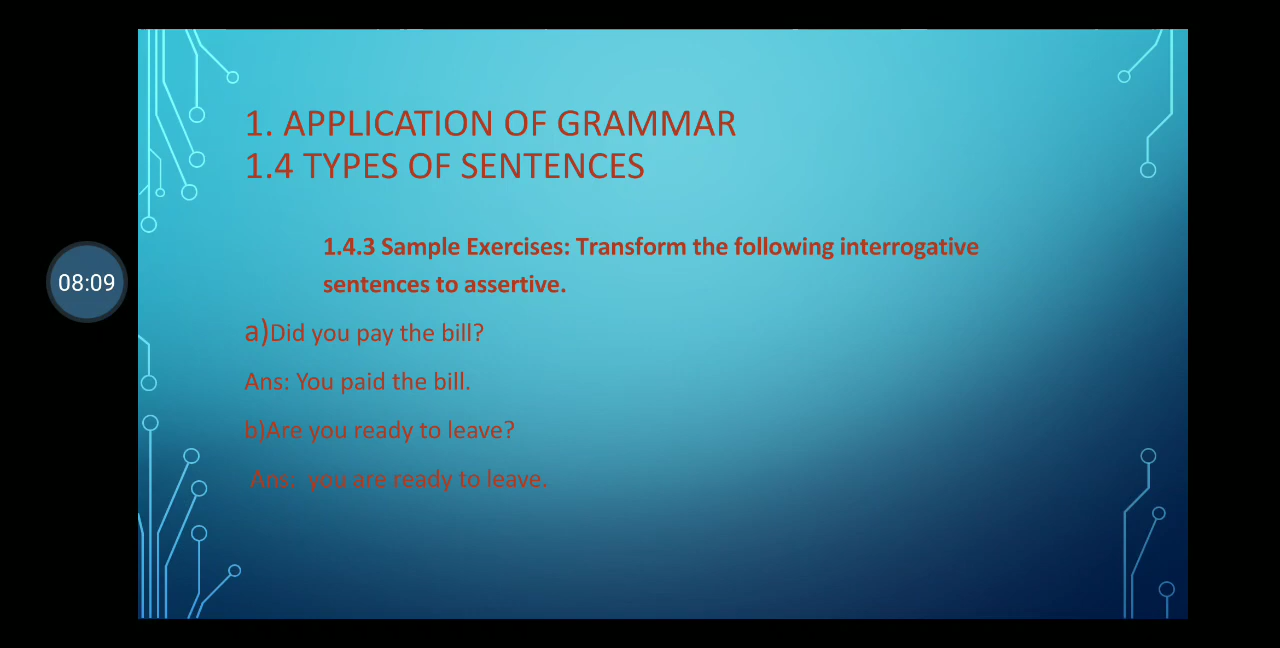 1. APPLICATION OF GRAMMAR
1.4 TYPES OF SENTENCES
1.4.3 Sample Exercises: Transform the following interrogative
sentences to assertive.
08:09
a)Did you pay the bill?
Ans: You paid the bill.
b)Are you ready to leave?
Ans:  you are ready to leave.